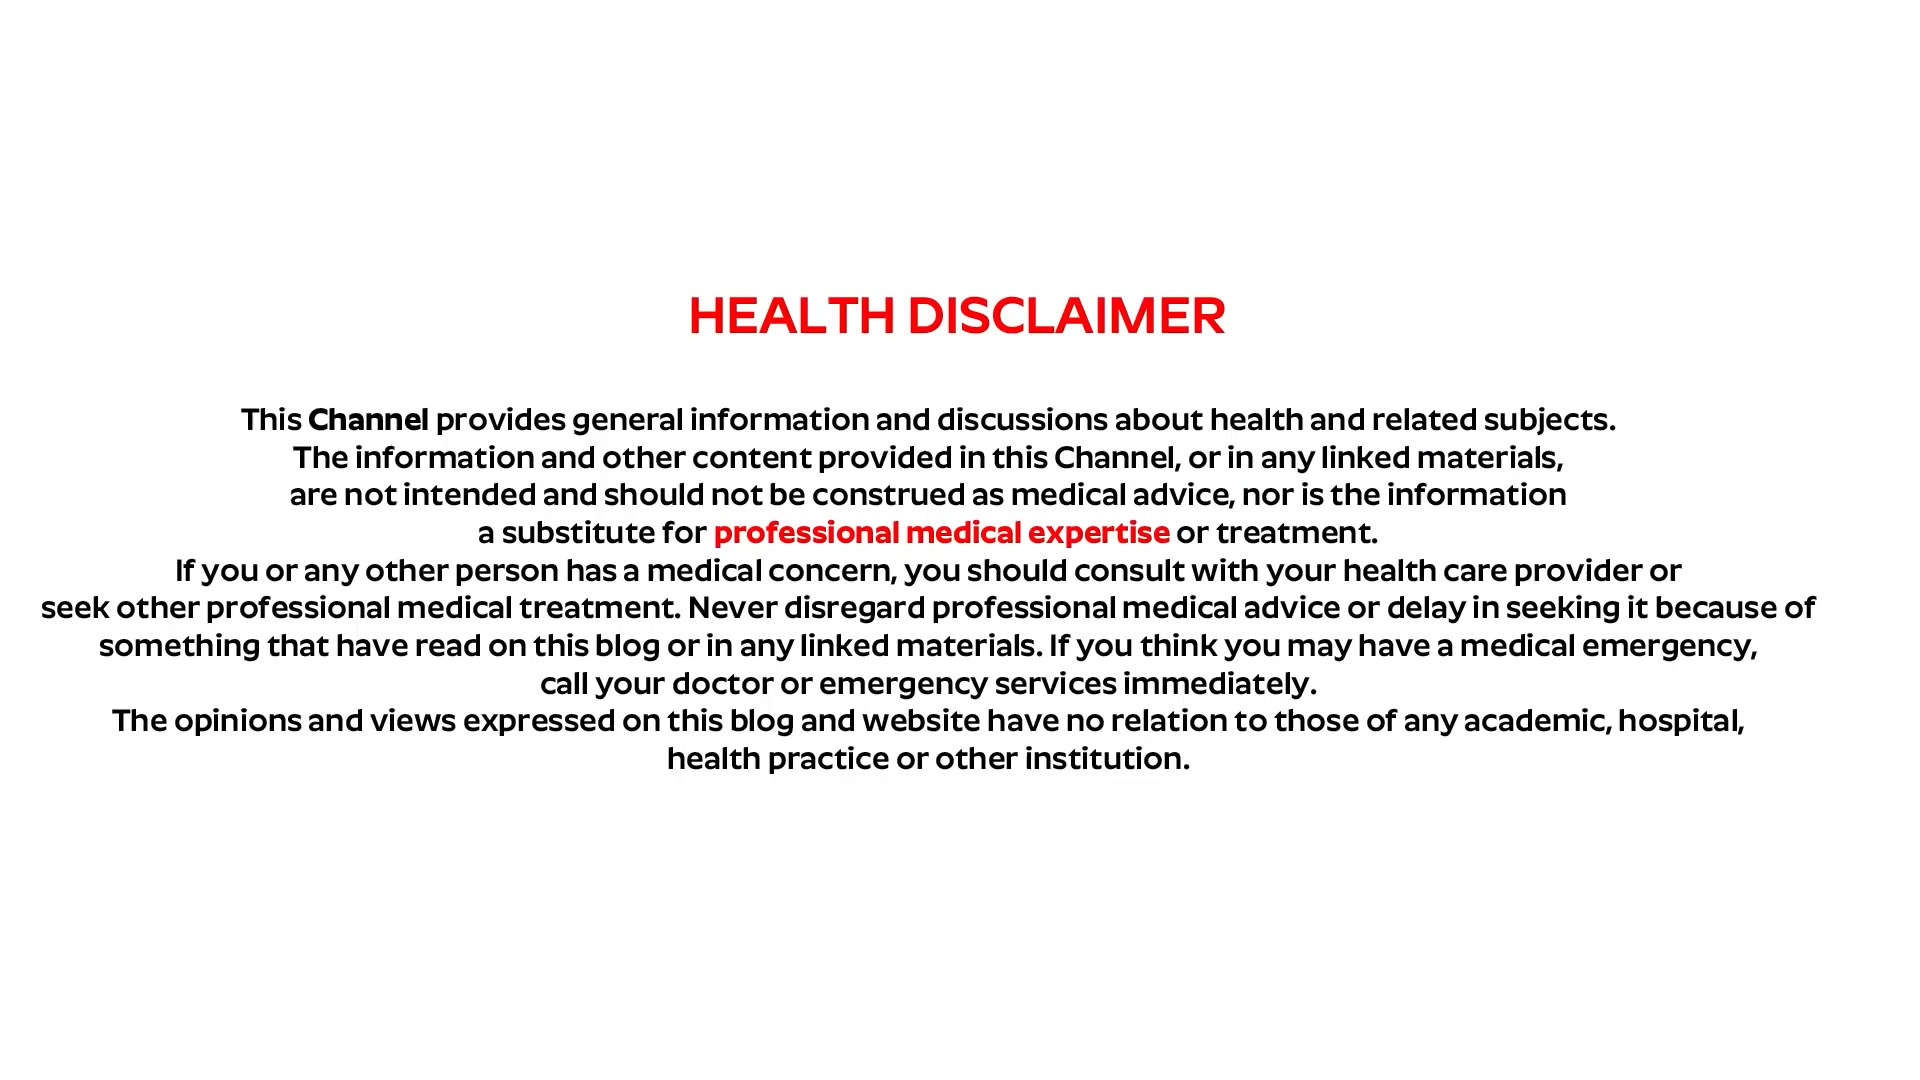 HEALTH DISCLAIMER
This Channel provides general information and discussions about health and related subjects.
The information and other content provided in this Channel, or in any linked materials,
are not intended and should not be construed as medical advice, nor is the information
a substitute for professional medical expertise or treatment.
If you or any other person has a medical concern, you should consult with your health care provider or
seek other professional medical treatment. Never disregard professional medical advice or delay in seeking it because of
something that have read on this blog or in any linked materials. If you think you may have a medical emergency,
call your doctor or emergency services immediately.
The opinions and views expressed on this blog and website have no relation to those of any academic, hospital,
health practice or other institution.